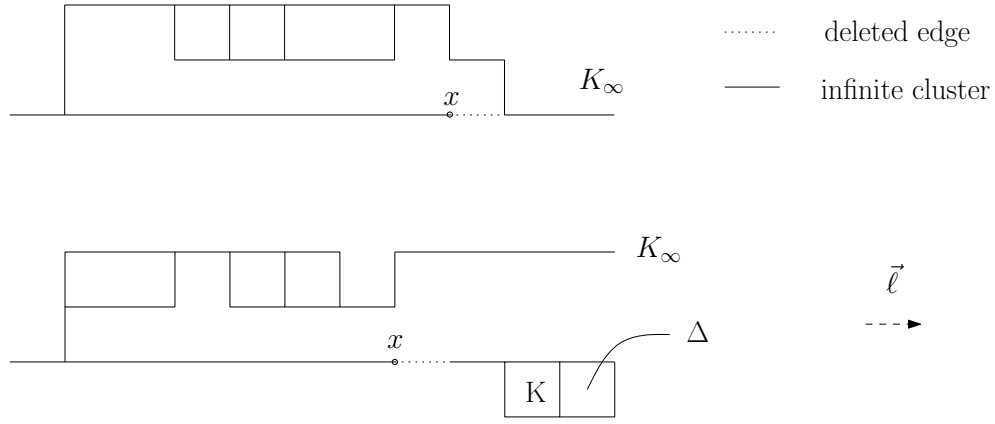 deleted edge
infinite cluster
K∞
x
K∞
ℓ⃗
x
Δ
K